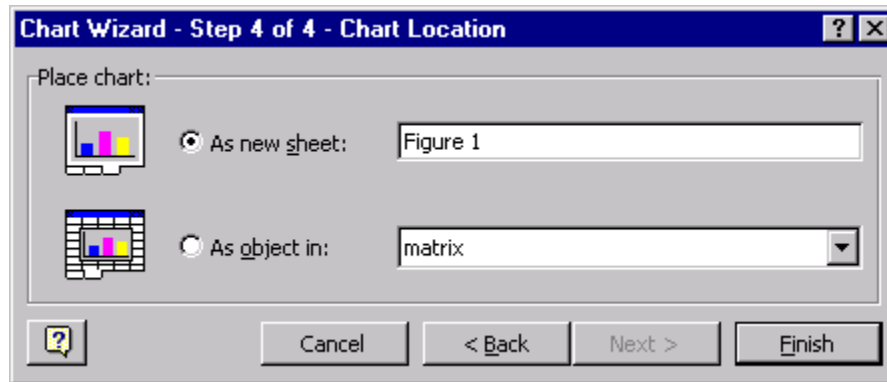 Chart Wizard - Step 4 of 4 - Chart Location
Place chart:
As new sheet: Figure 1
As object in: matrix
Cancel < Back Next > Finish